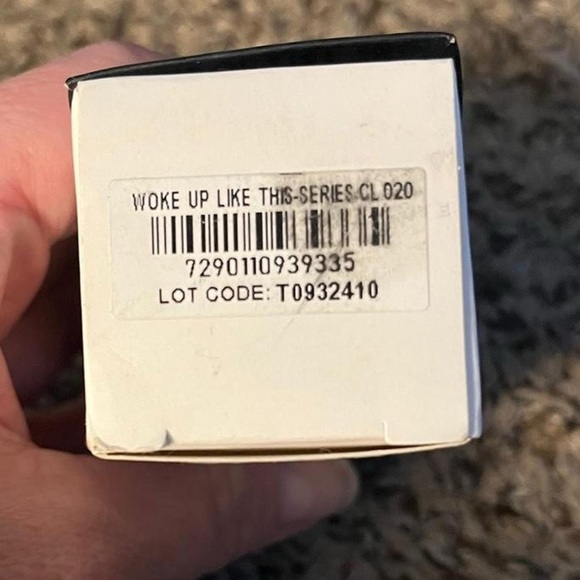 WOKE UP LIKE THIS-SERIES CL 020
7290110939335
LOT CODE: T0932410